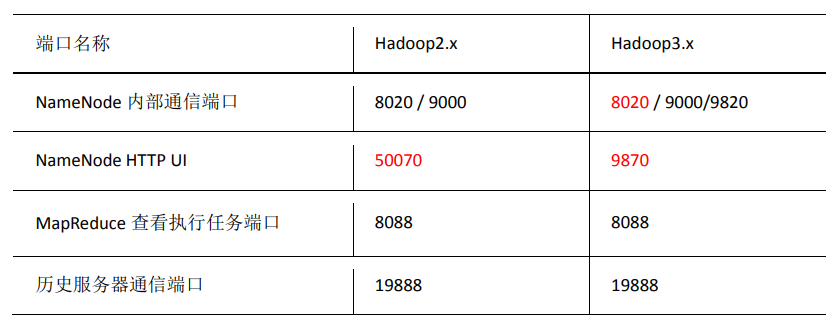 端口名称 Hadoop2.x Hadoop3.x
NameNode 内部通信端口 8020 / 9000 8020 / 9000/9820
NameNode HTTP UI 50070 9870
MapReduce 查看执行任务端口 8088 8088
历史服务器通信端口 19888 19888